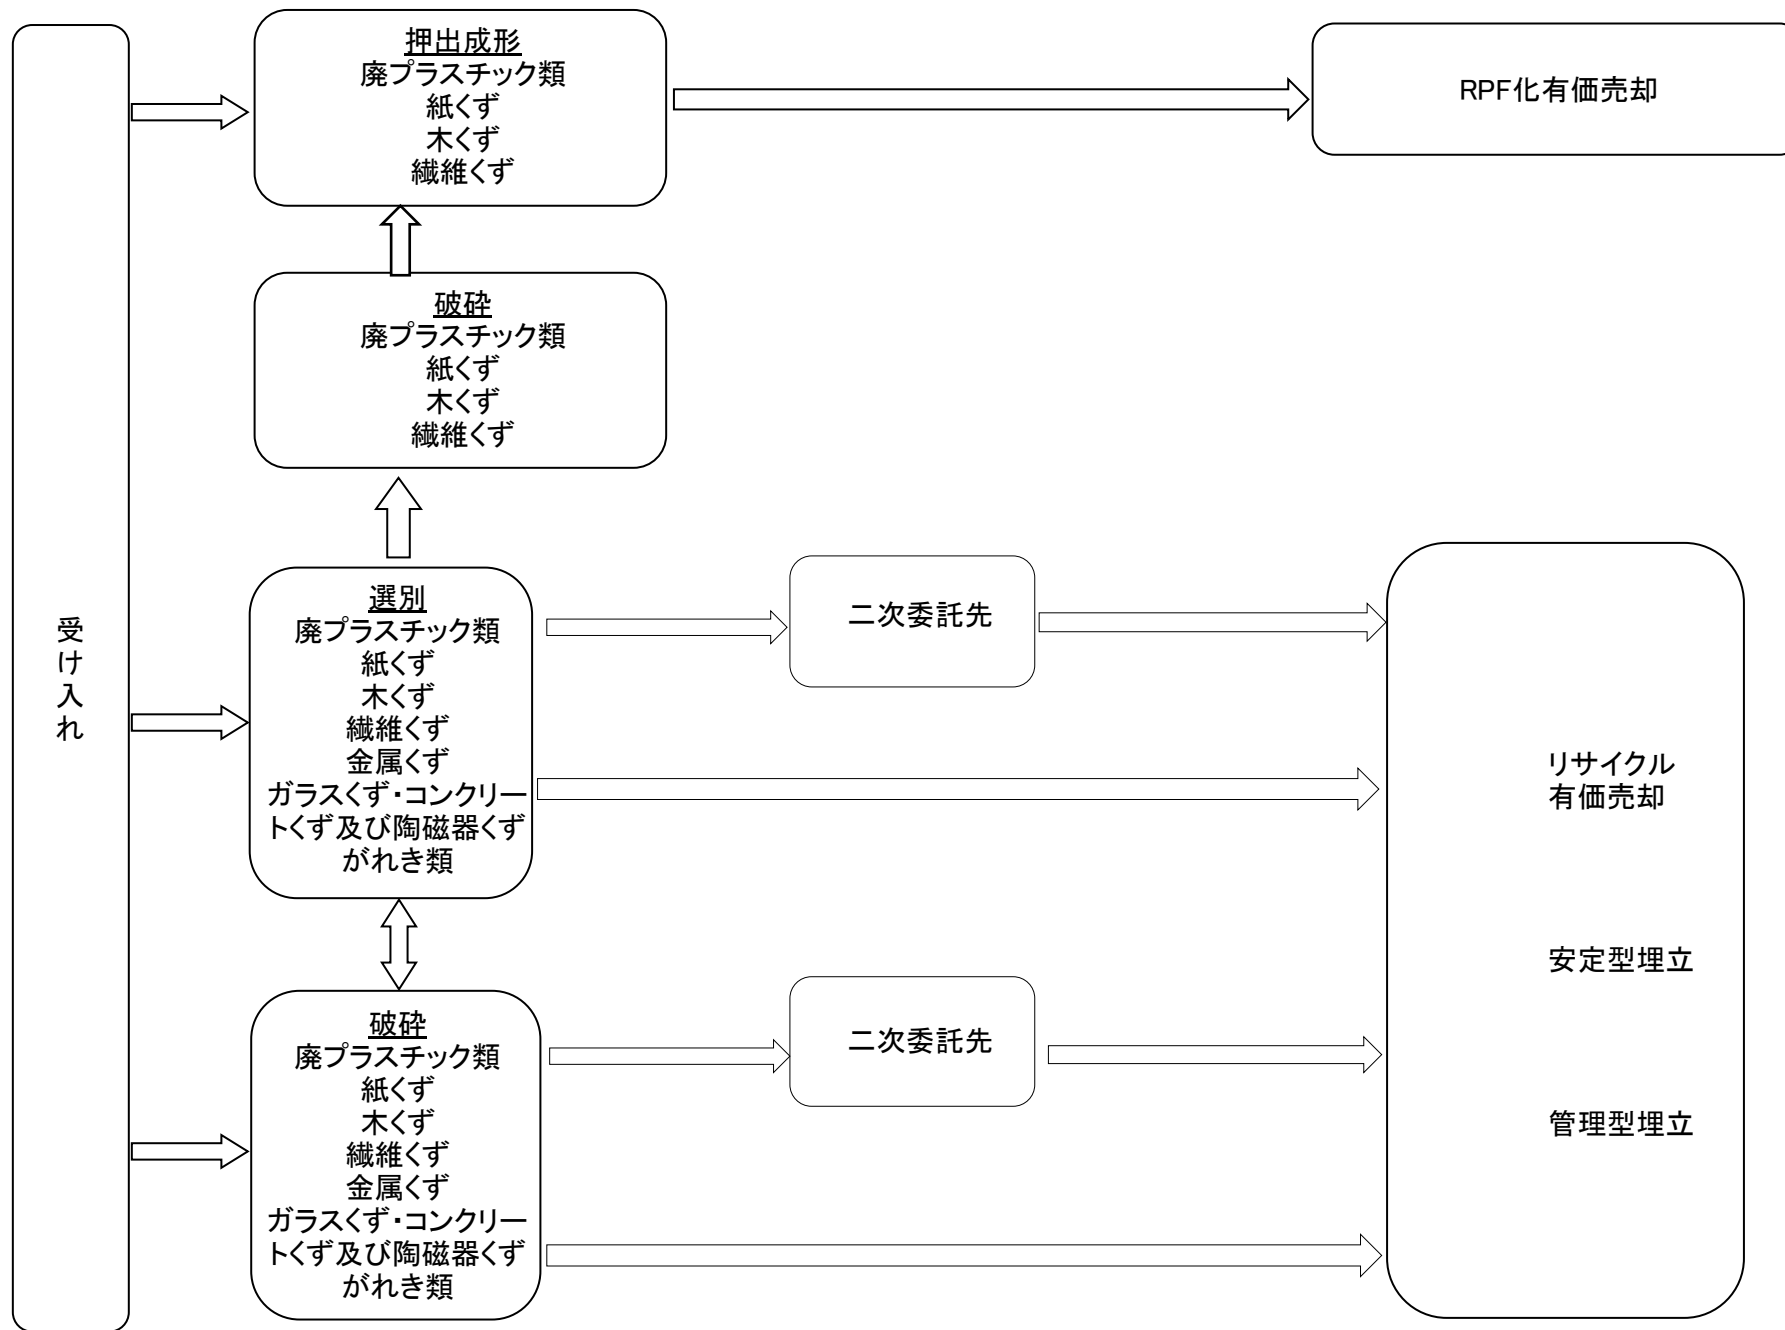 受け入れ
押出成形
廃プラスチック類
紙くず
木くず
繊維くず
RPF化有価売却
破砕
廃プラスチック類
紙くず
木くず
繊維くず
選別
廃プラスチック類
紙くず
木くず
繊維くず
金属くず
ガラスくず・コンクリー
トくず及び陶磁器くず
がれき類
二次委託先
破砕
廃プラスチック類
紙くず
木くず
繊維くず
金属くず
ガラスくず・コンクリー
トくず及び陶磁器くず
がれき類
二次委託先
リサイクル
有価売却
安定型埋立
管理型埋立